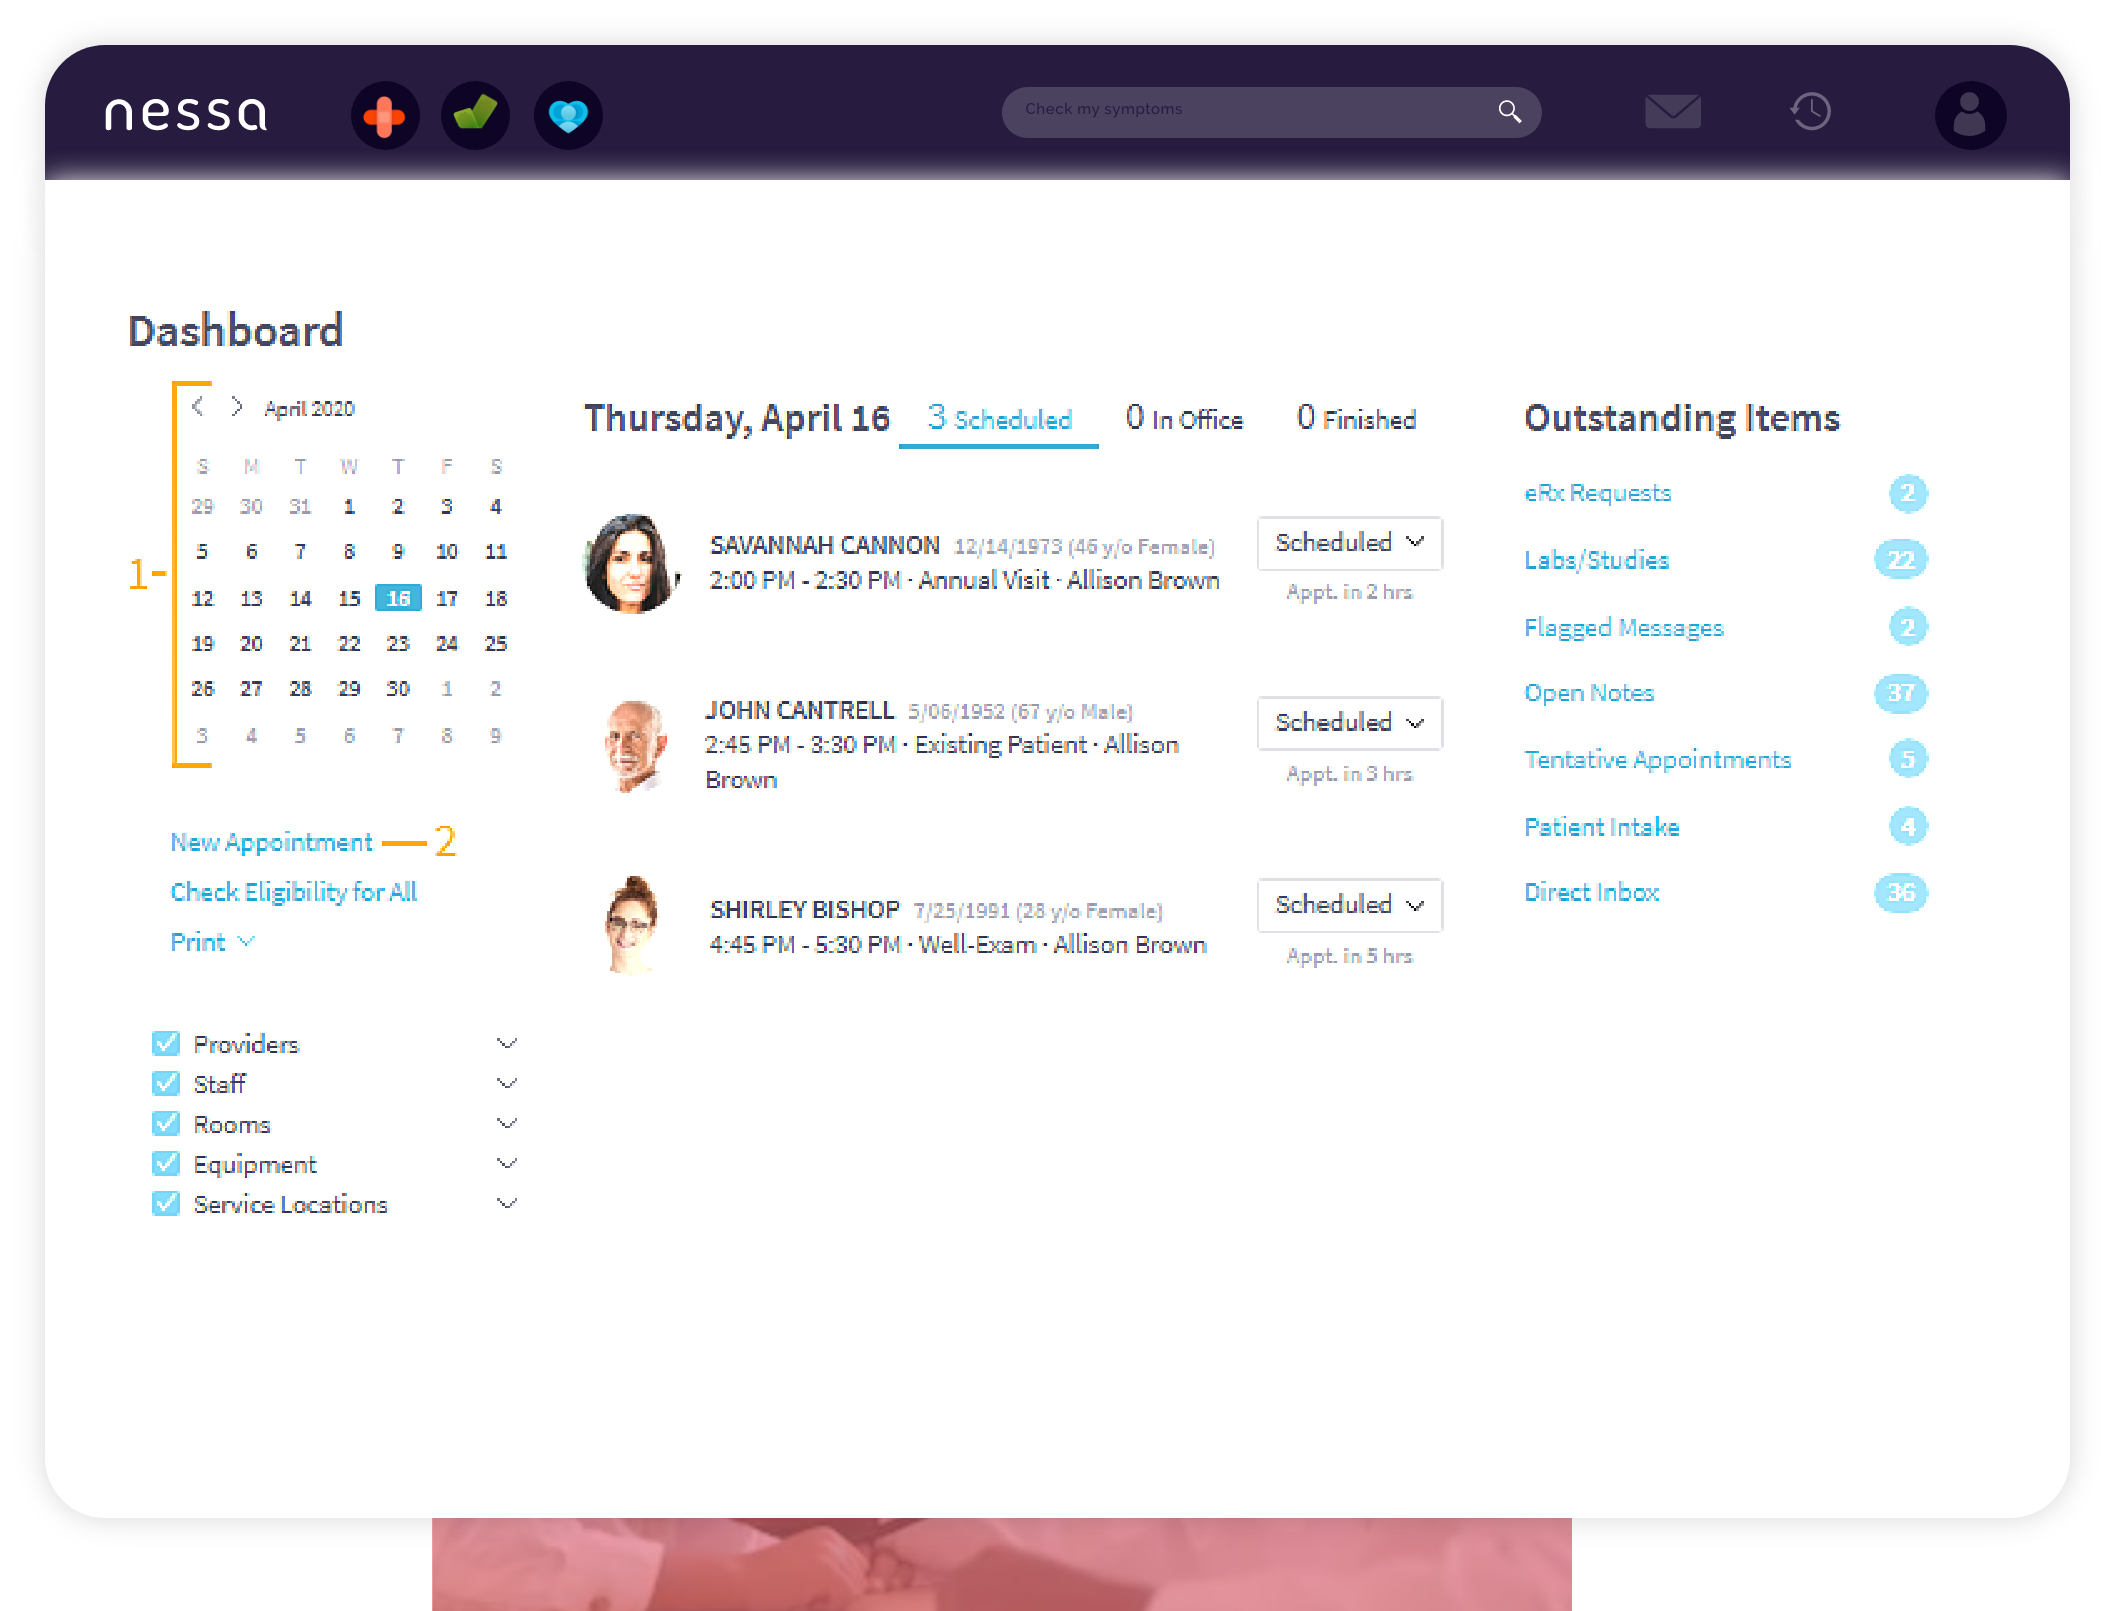 nessa
Check my symptoms
Dashboard
1
April 2020
S M T W T F S
29 30 31 1 2 3 4
5 6 7 8 9 10 11
12 13 14 15 16 17 18
19 20 21 22 23 24 25
26 27 28 29 30 1 2
3 4 5 6 7 8 9
New Appointment 2
Check Eligibility for All
Print
Providers
Staff
Rooms
Equipment
Service Locations
Thursday, April 16 3 Scheduled 0 In Office 0 Finished
SAVANNAH CANNON 12/14/1973 (46 y/o Female)
2:00 PM - 2:30 PM · Annual Visit · Allison Brown
Scheduled
Appt. in 2 hrs
JOHN CANTRELL 5/06/1952 (67 y/o Male)
2:45 PM - 3:30 PM · Existing Patient · Allison
Brown
Scheduled
Appt. in 3 hrs
SHIRLEY BISHOP 7/25/1991 (28 y/o Female)
4:45 PM - 5:30 PM · Well-Exam · Allison Brown
Scheduled
Appt. in 5 hrs
Outstanding Items
eRx Requests 2
Labs/Studies 22
Flagged Messages 2
Open Notes 37
Tentative Appointments 5
Patient Intake 4
Direct Inbox 36